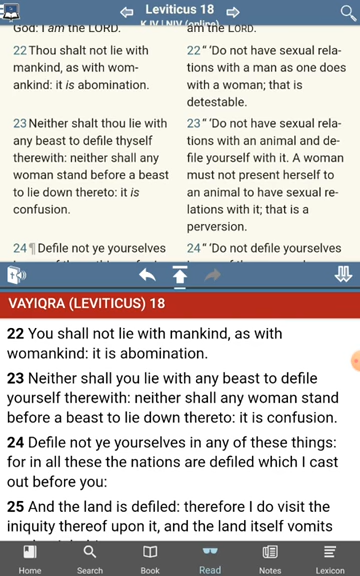 Leviticus 18
KJV | NIV (online)
God: I am the LORD.
22 Thou shalt not lie with
mankind, as with wom-
ankind: it is abomination.
23 Neither shalt thou lie with
any beast to defile thyself
therewith: neither shall any
woman stand before a beast
to lie down thereto: it is
confusion.
24 ¶ Defile not ye yourselves
am the LORD.
22 “ ‘Do not have sexual rela-
tions with a man as one does
with a woman; that is
detestable.
23 “ ‘Do not have sexual rela-
tions with an animal and de-
file yourself with it. A woman
must not present herself to
an animal to have sexual re-
lations with it; that is a
perversion.
24 “ ‘Do not defile yourselves
VAYIQRA (LEVITICUS) 18
22 You shall not lie with mankind, as with
womankind: it is abomination.
23 Neither shall you lie with any beast to defile
yourself therewith: neither shall any woman stand
before a beast to lie down thereto: it is confusion.
24 Defile not ye yourselves in any of these things:
for in all these the nations are defiled which I cast
out before you:
25 And the land is defiled: therefore I do visit the
iniquity thereof upon it, and the land itself vomits
Home
Search
Book
Read
Notes
Lexicon